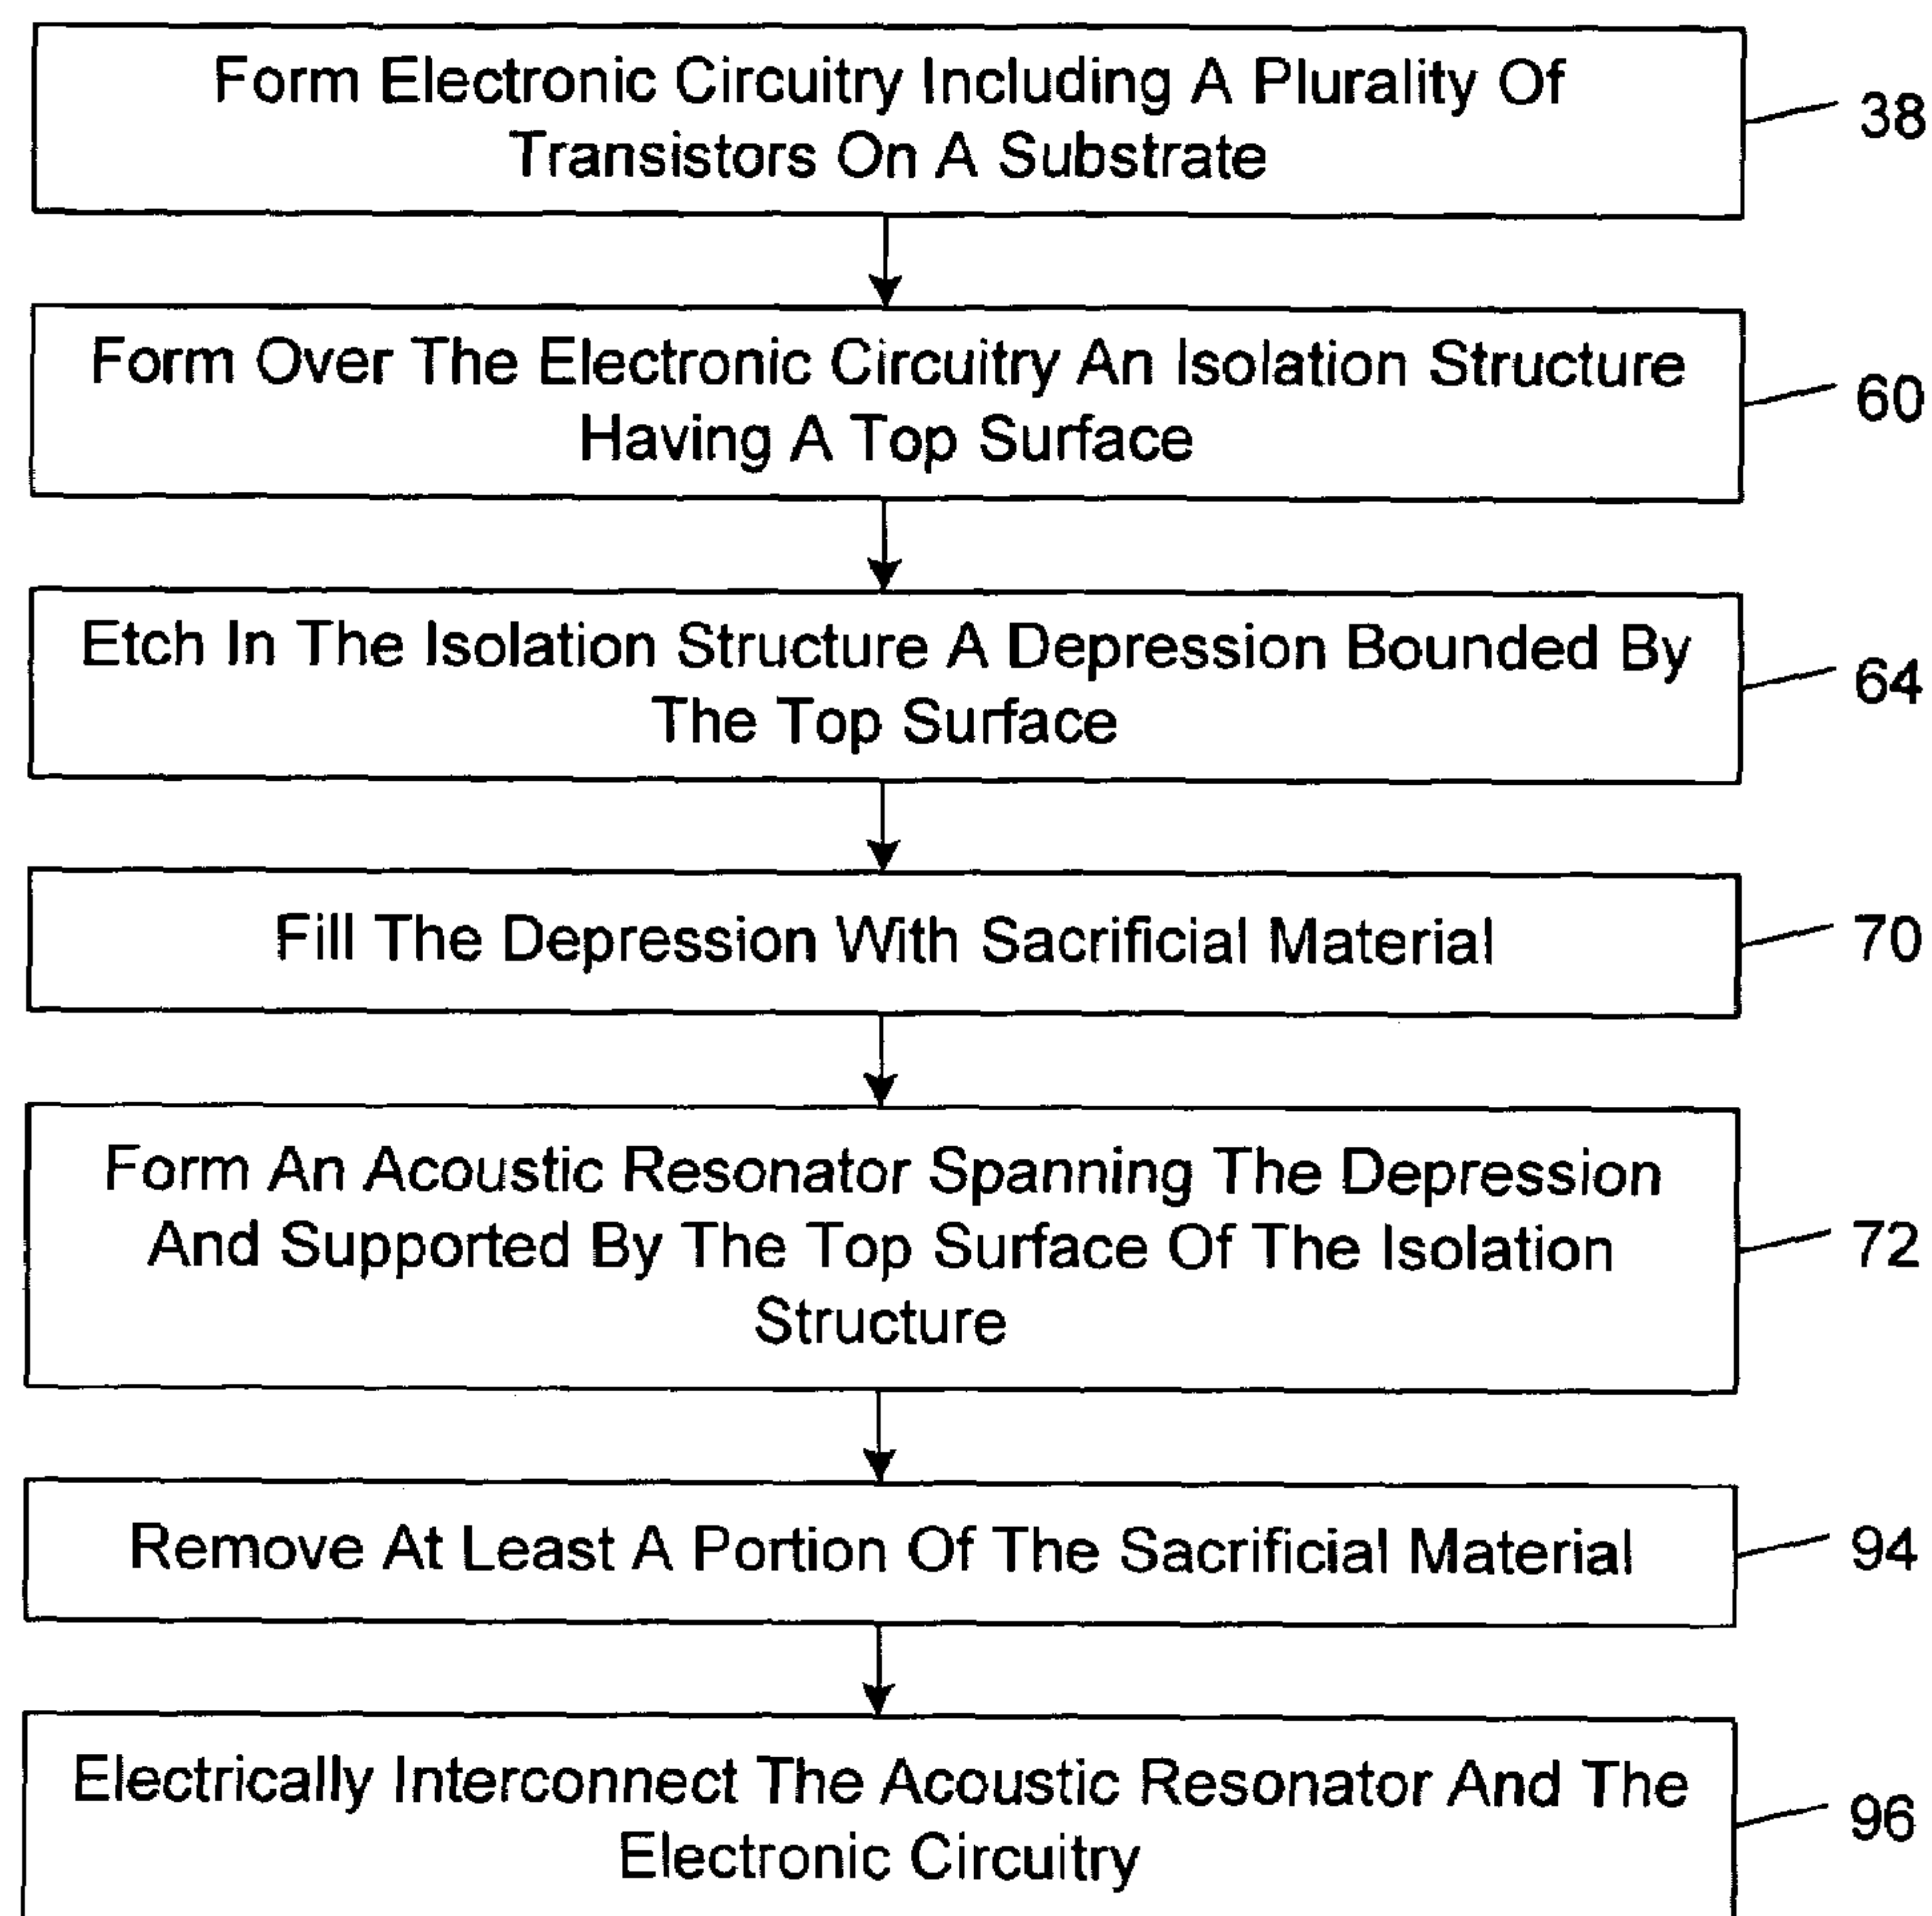 Form Electronic Circuitry Including A Plurality Of
Transistors On A Substrate
38
Form Over The Electronic Circuitry An Isolation Structure
Having A Top Surface
60
Etch In The Isolation Structure A Depression Bounded By
The Top Surface
64
Fill The Depression With Sacrificial Material
70
Form An Acoustic Resonator Spanning The Depression
And Supported By The Top Surface Of The Isolation
Structure
72
Remove At Least A Portion Of The Sacrificial Material
94
Electrically Interconnect The Acoustic Resonator And The
Electronic Circuitry
96